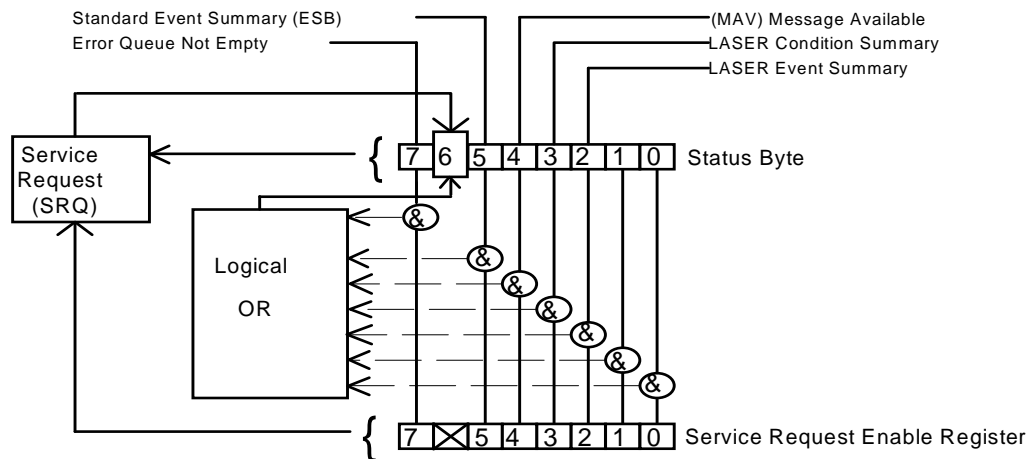 Standard Event Summary (ESB)
Error Queue Not Empty
(MAV) Message Available
LASER Condition Summary
LASER Event Summary
Service
Request
(SRQ)
{ 7 6 5 4 3 2 1 0 Status Byte
&
&
&
&
&
&
&
Logical
OR
{ 7 5 4 3 2 1 0 Service Request Enable Register